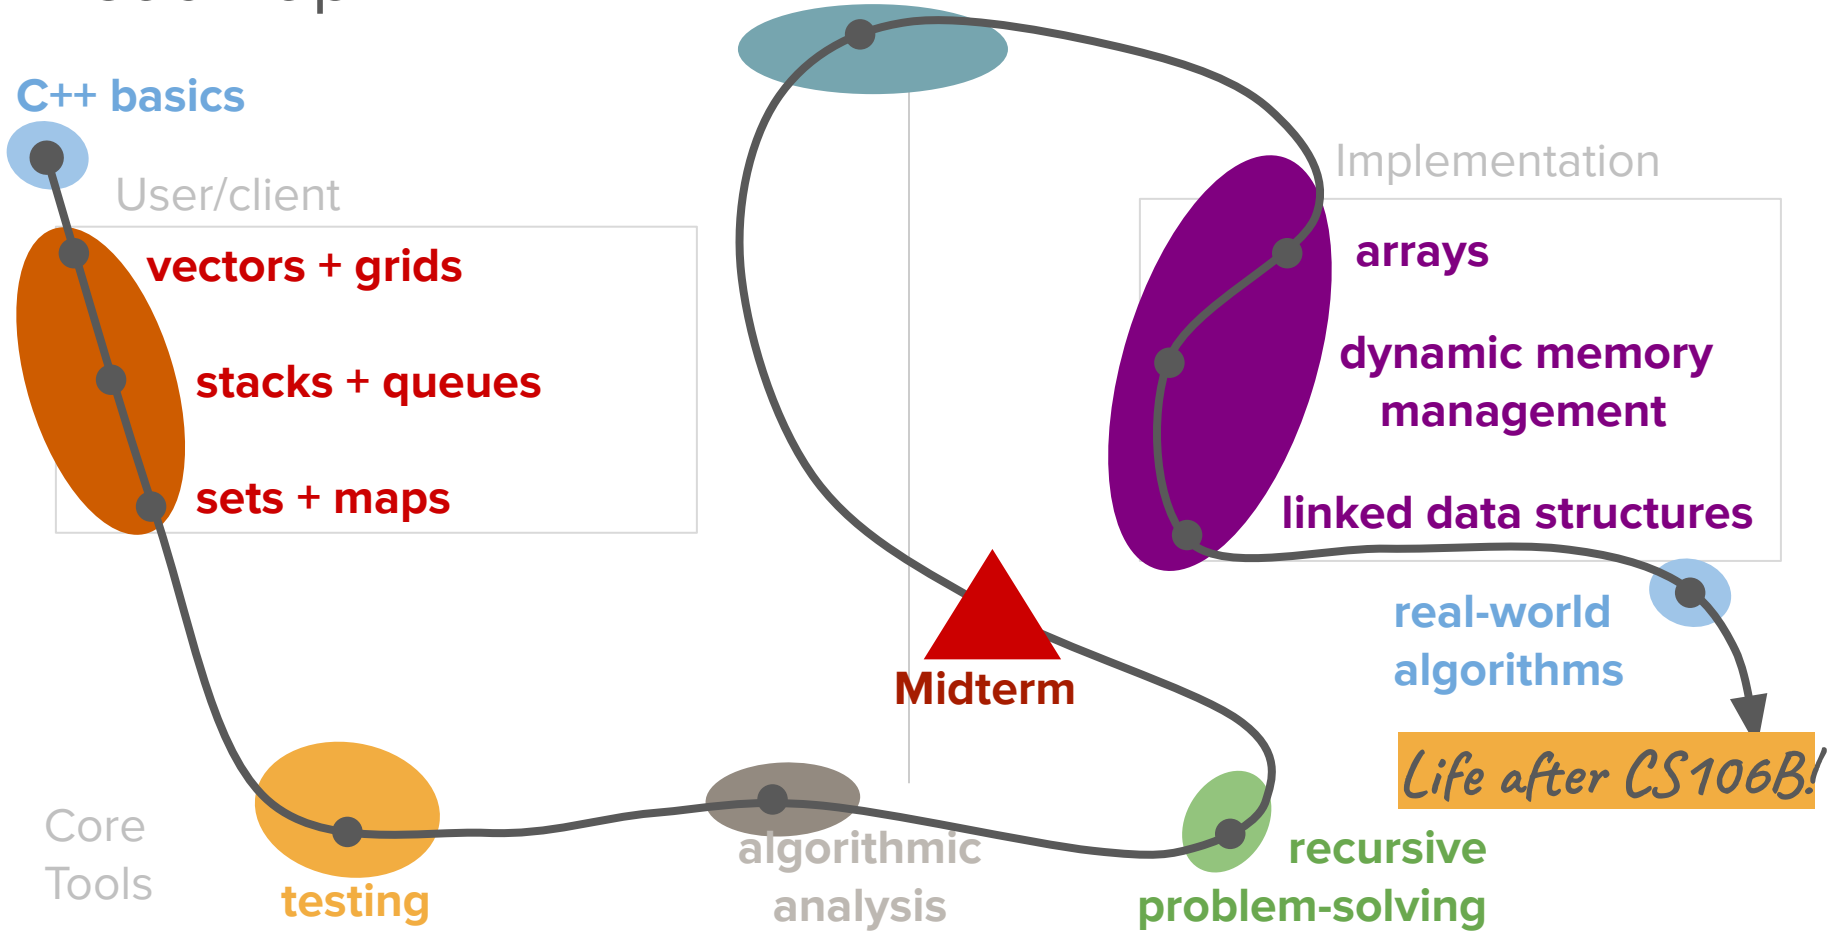 C++ basics
User/client
vectors + grids
stacks + queues
sets + maps
Core
Tools
testing
algorithmic
analysis
recursive
problem-solving
Midterm
Implementation
arrays
dynamic memory
management
linked data structures
real-world
algorithms
Life after CS106B!